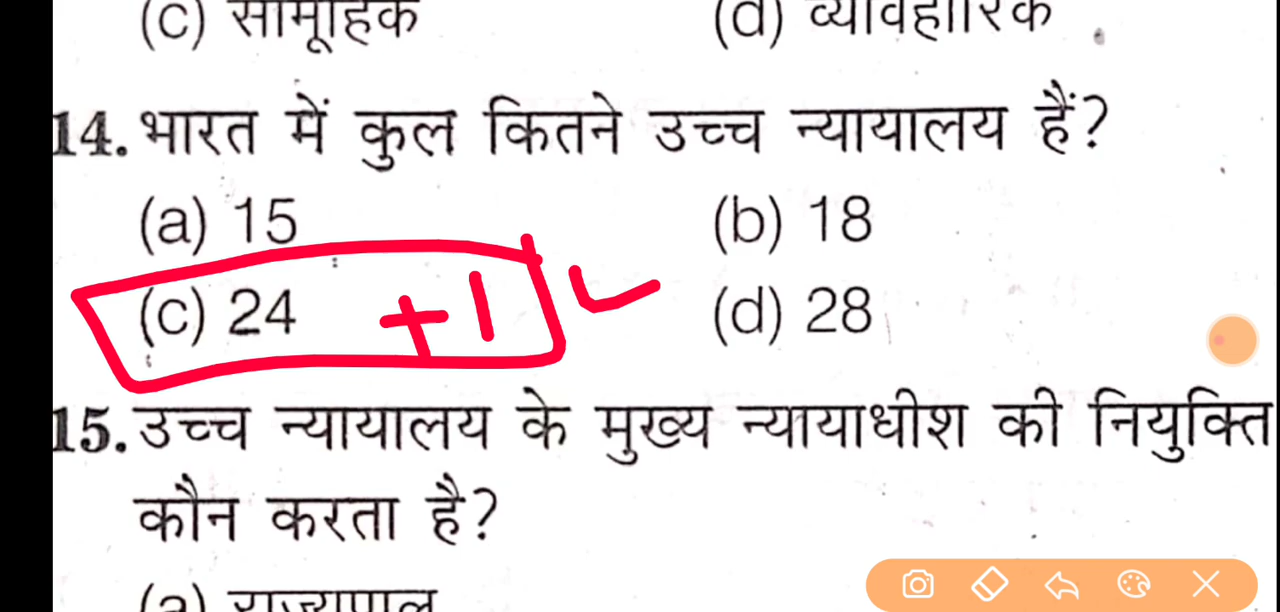 (c) सामूहिक (d) व्यावहारिक
14. भारत में कुल कितने उच्च न्यायालय हैं?
(a) 15 (b) 18
(c) 24 +1 (d) 28
15. उच्च न्यायालय के मुख्य न्यायाधीश की नियुक्ति
कौन करता है?
(a) राज्यपाल